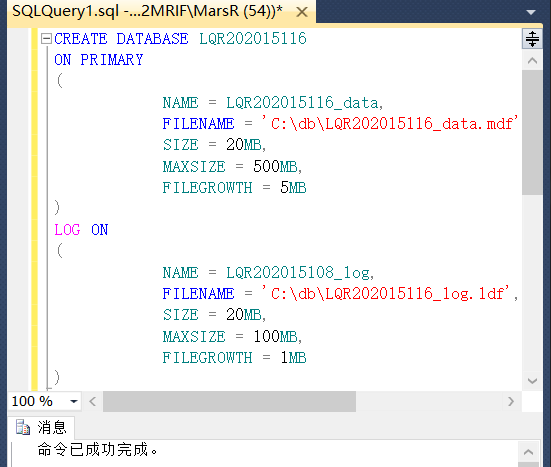 SQLQuery1.sql -...2MRIF\MarsR (54))*
CREATE DATABASE LQR202015116
ON PRIMARY
(
NAME = LQR202015116_data,
FILENAME = 'C:\db\LQR202015116_data.mdf'
SIZE = 20MB,
MAXSIZE = 500MB,
FILEGROWTH = 5MB
)
LOG ON
(
NAME = LQR202015108_log,
FILENAME = 'C:\db\LQR202015116_log.ldf',
SIZE = 20MB,
MAXSIZE = 100MB,
FILEGROWTH = 1MB
)
100 %
消息
命令已成功完成。